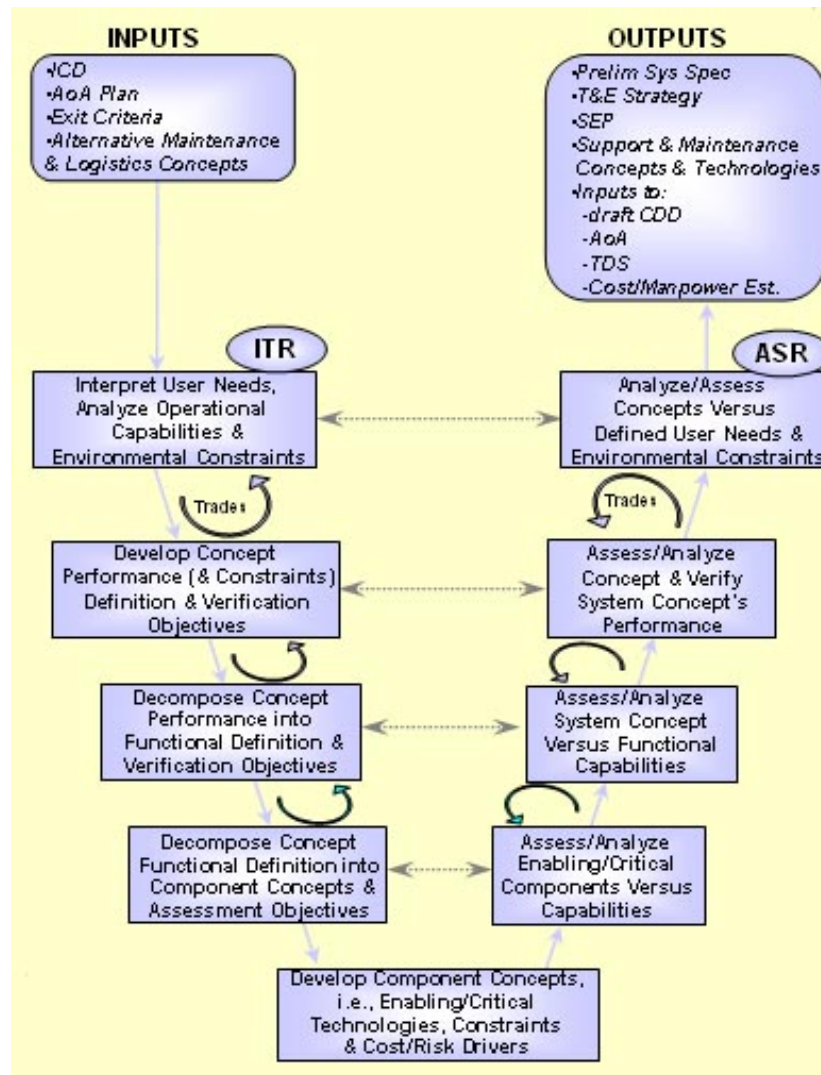 INPUTS
•ICD
•AoA Plan
•Exit Criteria
•Alternative Maintenance
& Logistics Concepts
OUTPUTS
•Prelim Sys Spec
•T&E Strategy
•SEP
•Support & Maintenance
Concepts & Technologies
•Inputs to:
-draft CDD
-AoA
-TDS
-Cost/Manpower Est.
ITR
Interpret User Needs,
Analyze Operational
Capabilities &
Environmental Constraints
ASR
Analyze/Assess
Concepts Versus
Defined User Needs &
Environmental Constraints
Trades
Trades
Develop Concept
Performance (& Constraints)
Definition & Verification
Objectives
Assess/Analyze
Concept & Verify
System Concept's
Performance
Decompose Concept
Performance into
Functional Definition &
Verification Objectives
Assess/Analyze
System Concept
Versus Functional
Capabilities
Decompose Concept
Functional Definition into
Component Concepts &
Assessment Objectives
Assess/Analyze
Enabling/Critical
Components Versus
Capabilities
Develop Component Concepts,
i.e., Enabling/Critical
Technologies, Constraints
& Cost/Risk Drivers